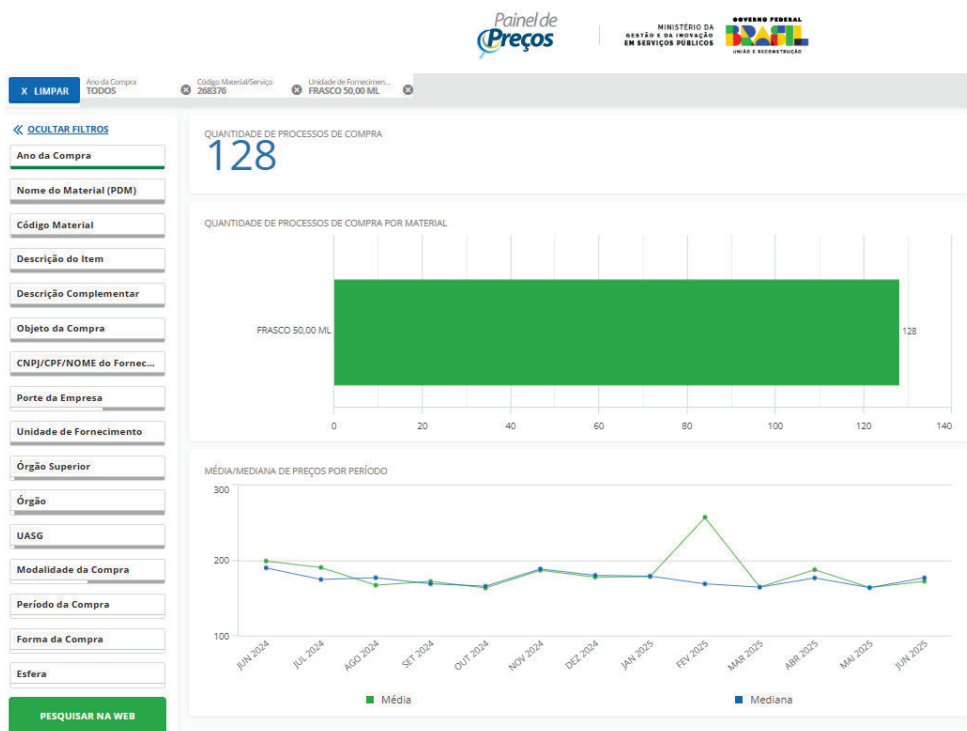 Painel de
Preços
MINISTÉRIO DA
GESTÃO E DA INOVAÇÃO
EM SERVIÇOS PÚBLICOS
GOVERNO FEDERAL
BRASIL
UNIÃO E RECONSTRUÇÃO
X LIMPAR
Ano da Compra
TODOS
Código Material/Serviço
268376
Unidade de Fornecimen...
FRASCO 50,00 ML
OCULTAR FILTROS
Ano da Compra
Nome do Material (PDM)
Código Material
Descrição do Item
Descrição Complementar
Objeto da Compra
CNPJ/CPF/NOME do Fornec...
Porte da Empresa
Unidade de Fornecimento
Órgão Superior
Órgão
UASG
Modalidade da Compra
Período da Compra
Forma da Compra
Esfera
PESQUISAR NA WEB
QUANTIDADE DE PROCESSOS DE COMPRA
128
QUANTIDADE DE PROCESSOS DE COMPRA POR MATERIAL
FRASCO 50,00 ML
128
0 20 40 60 80 100 120 140
MÉDIA/MEDIANA DE PREÇOS POR PERÍODO
300
200
100
JUN 2024 JUL 2024 AGO 2024 SET 2024 OUT 2024 NOV 2024 DEZ 2024 JAN 2025 FEV 2025 MAR 2025 ABR 2025 MAI 2025 JUN 2025
Média Mediana